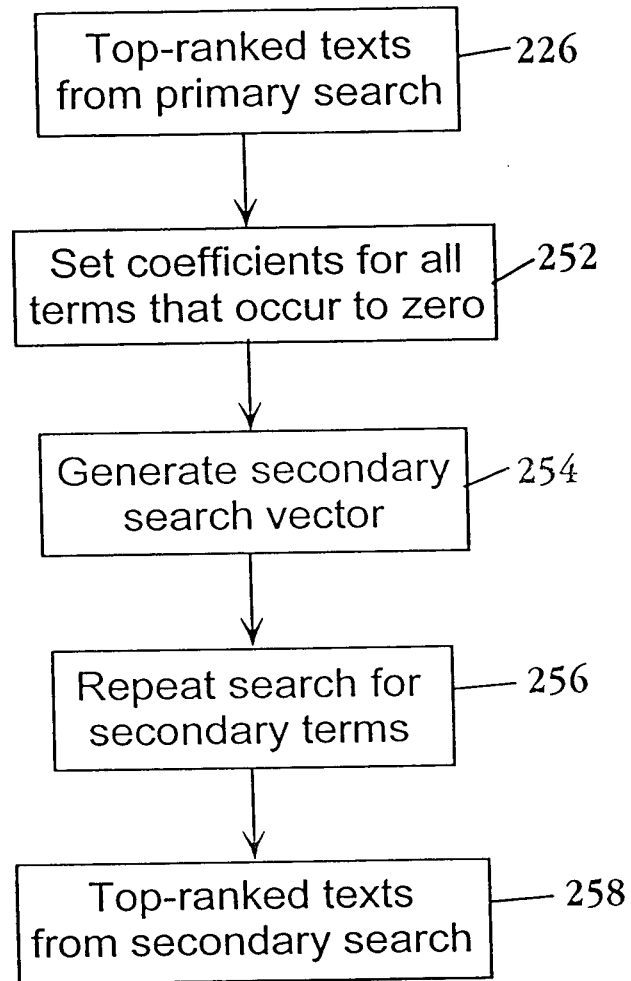 Top-ranked texts
from primary search
226
Set coefficients for all
terms that occur to zero
252
Generate secondary
search vector
254
Repeat search for
secondary terms
256
Top-ranked texts
from secondary search
258